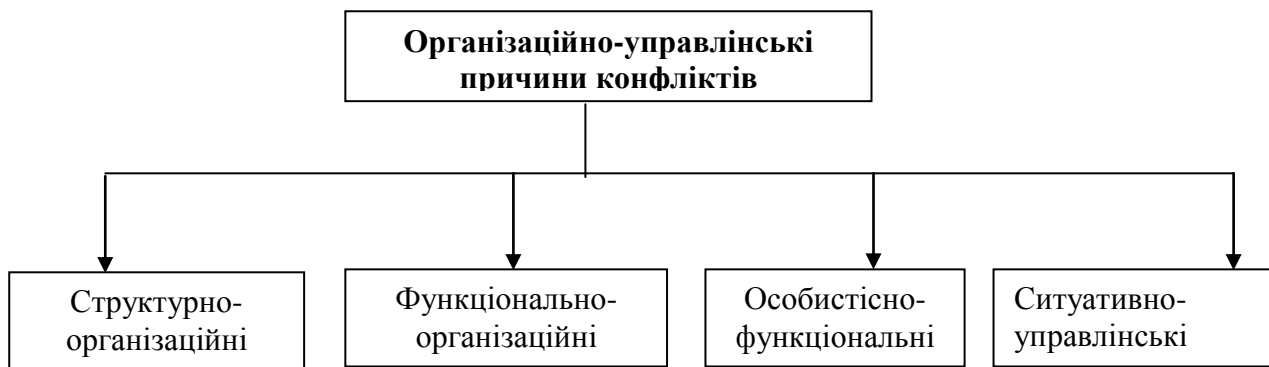 Організаційно-управлінські
причини конфліктів
Структурно-
організаційні
Функціонально-
організаційні
Особистісно-
функціональні
Ситуативно-
управлінські